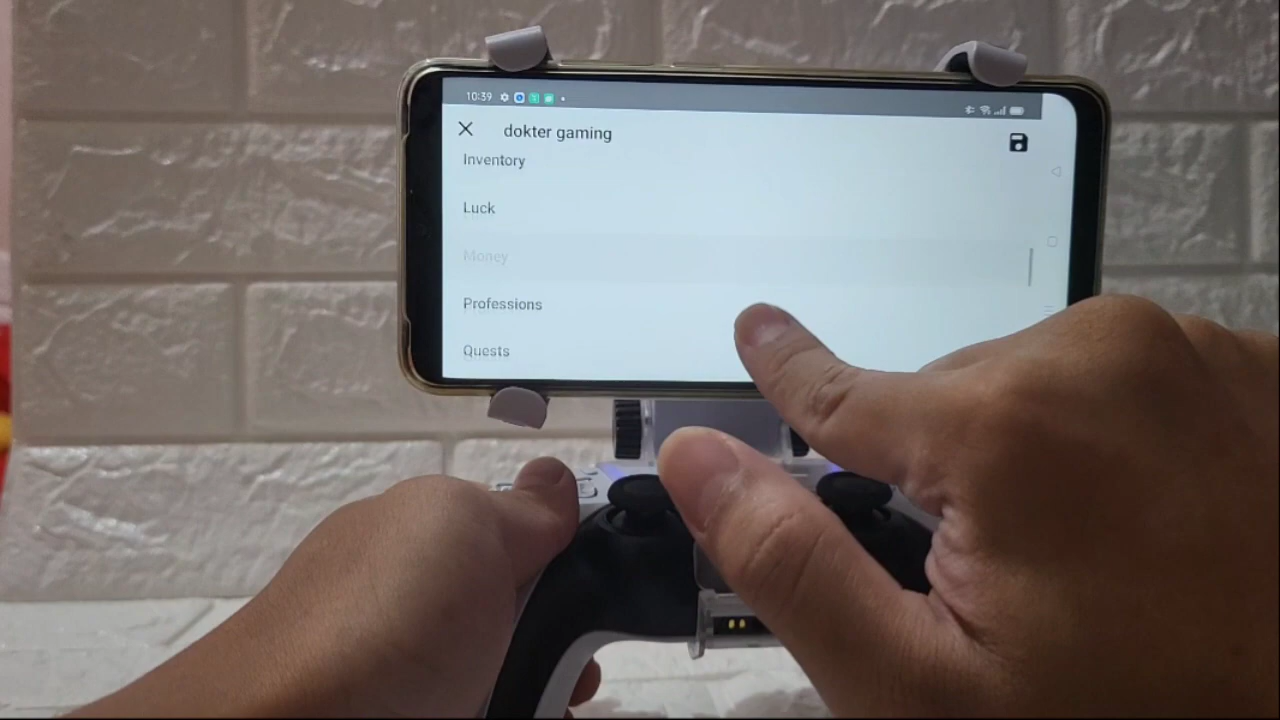 10:39
dokter gaming
Inventory
Luck
Money
Professions
Quests